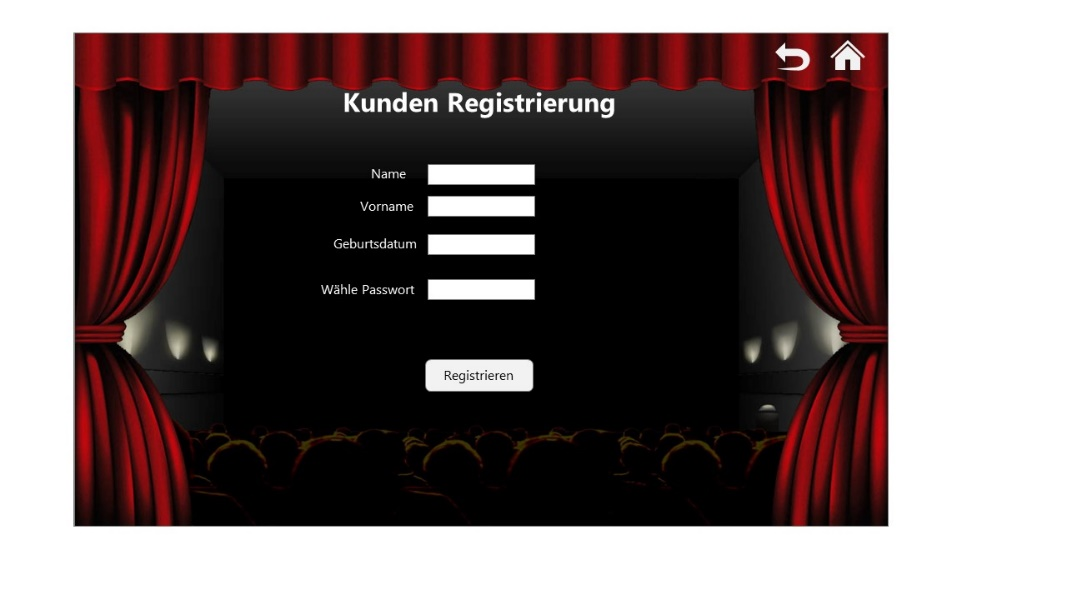 Kunden Registrierung
Name
Vorname
Geburtsdatum
Wähle Passwort
Registrieren